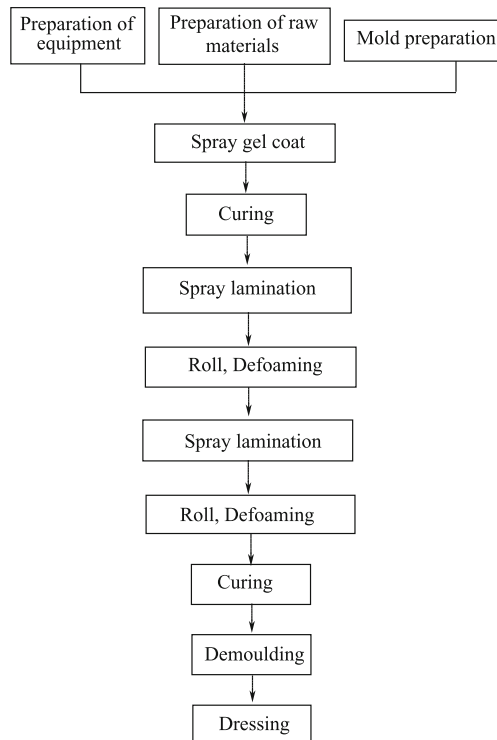 Preparation of
equipment
Preparation of raw
materials
Mold preparation
Spray gel coat
Curing
Spray lamination
Roll, Defoaming
Spray lamination
Roll, Defoaming
Curing
Demoulding
Dressing